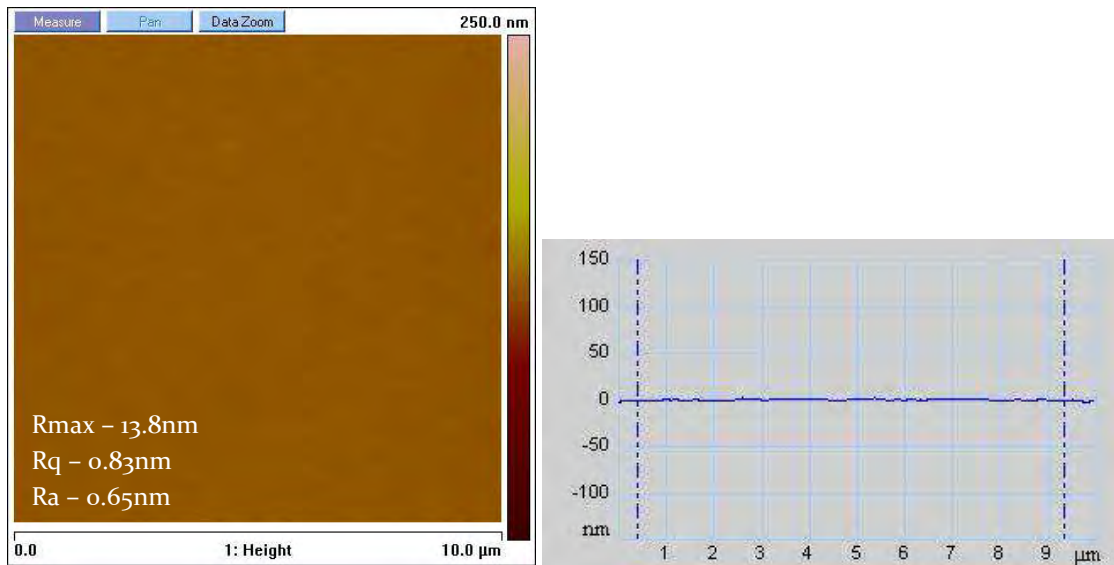 Measure Pan Data Zoom 250.0 nm
Rmax – 13.8nm
Rq – 0.83nm
Ra – 0.65nm
0.0 1: Height 10.0 µm
150
100
50
0
-50
-100
nm
1 2 3 4 5 6 7 8 9 µm